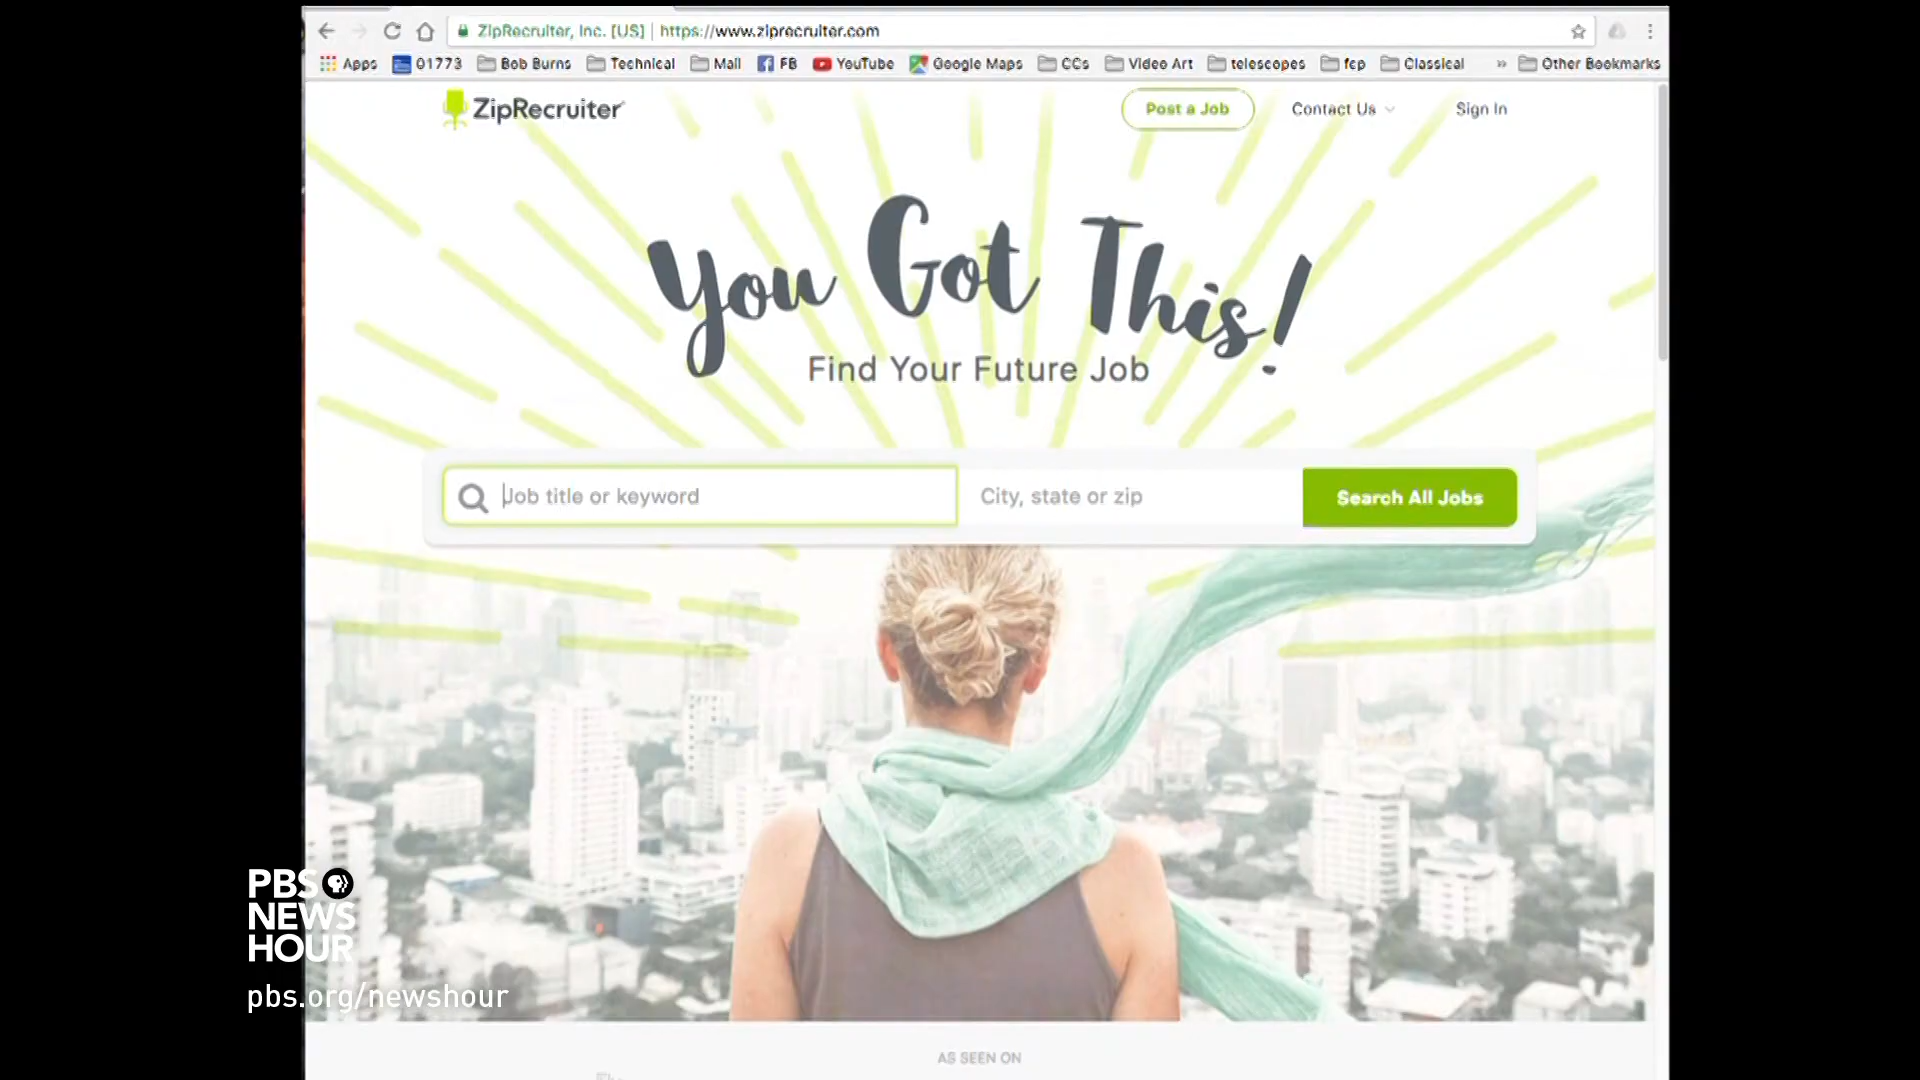 ZipRecruiter, Inc. [US] | https://www.ziprecruiter.com
Apps 01773 Bob Burns Technical Mail FB YouTube Google Maps CCs Video Art telescopes fcp Classical » Other Bookmarks
ZipRecruiter Post a Job Contact Us Sign In
You Got This!
Find Your Future Job
Job title or keyword City, state or zip Search All Jobs
PBS
NEWS
HOUR
pbs.org/newshour
AS SEEN ON